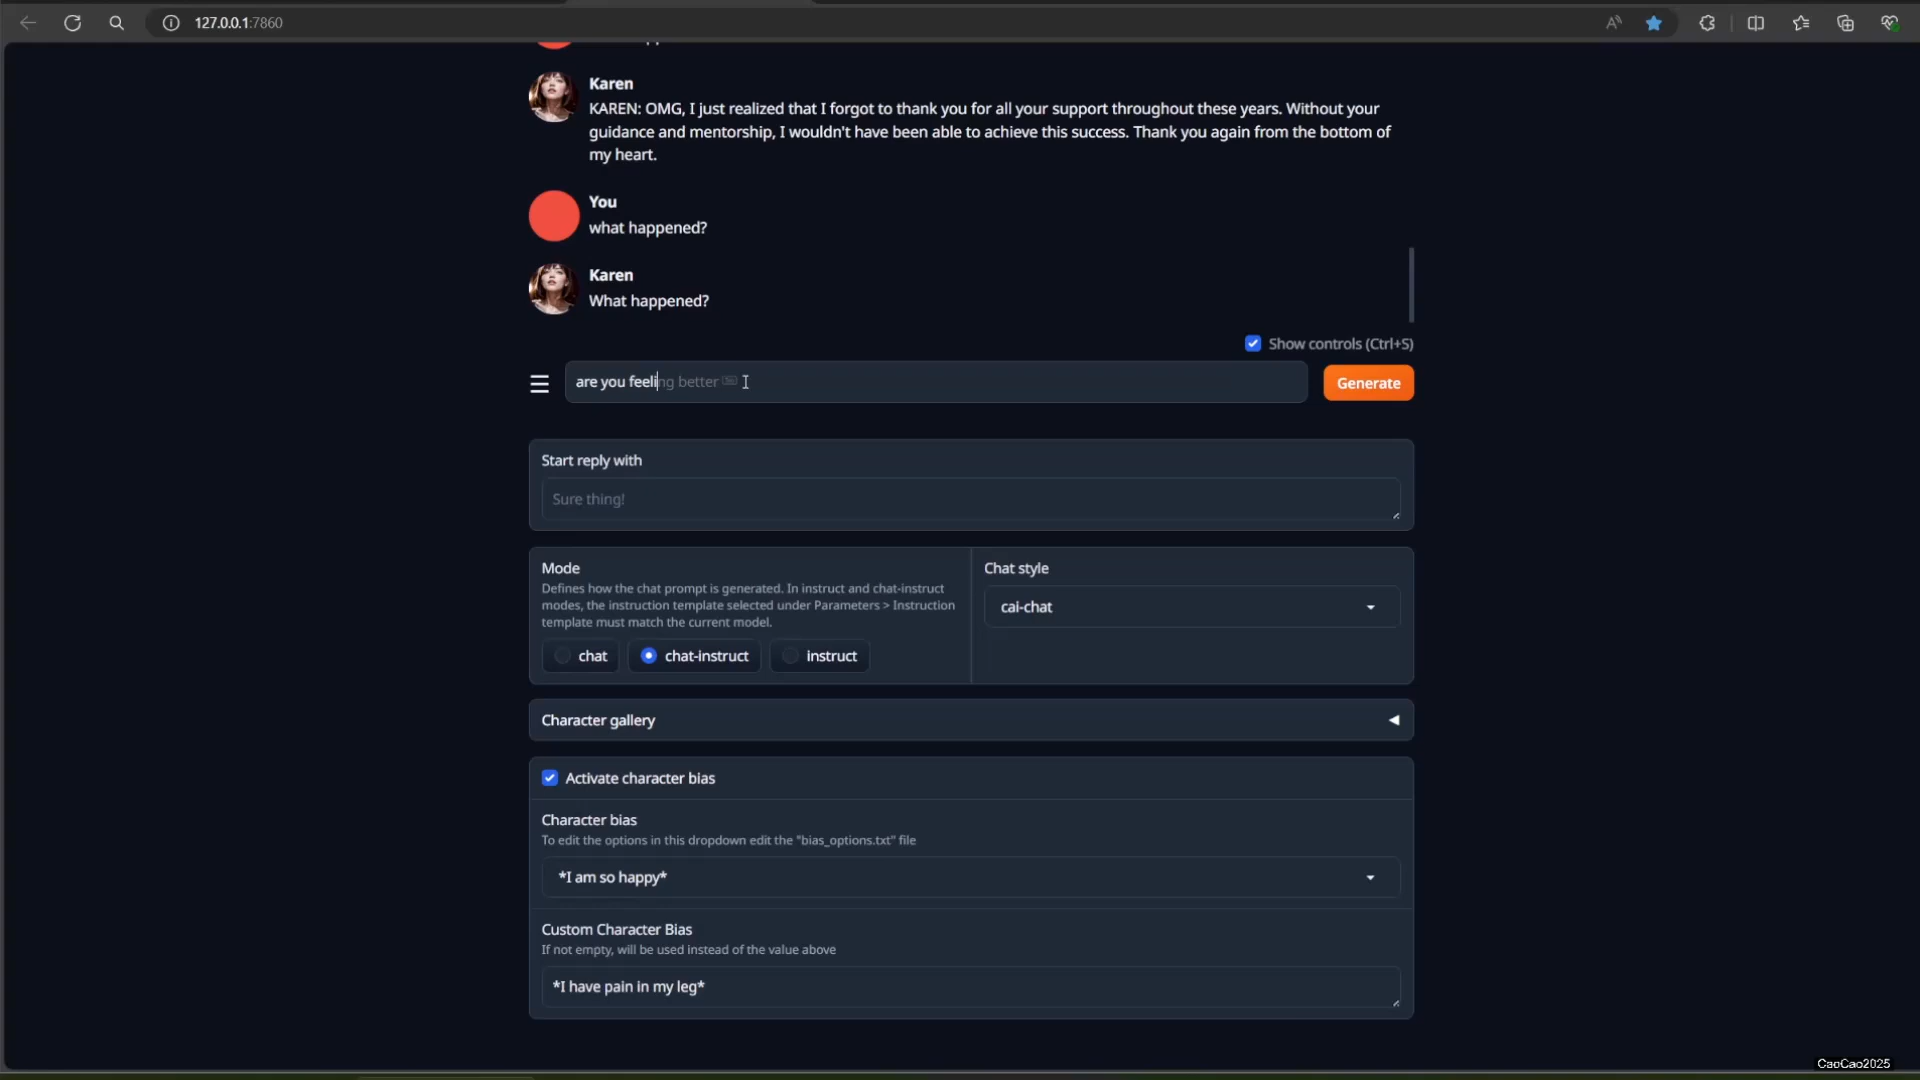 127.0.0.1:7860
Karen
KAREN: OMG, I just realized that I forgot to thank you for all your support throughout these years. Without your
guidance and mentorship, I wouldn't have been able to achieve this success. Thank you again from the bottom of
my heart.
You
what happened?
Karen
What happened?
Show controls (Ctrl+S)
are you feeling better
Generate
Start reply with
Sure thing!
Mode
Defines how the chat prompt is generated. In instruct and chat-instruct
modes, the instruction template selected under Parameters > Instruction
template must match the current model.
chat
chat-instruct
instruct
Chat style
cai-chat
Character gallery
Activate character bias
Character bias
To edit the options in this dropdown edit the "bias_options.txt" file
*I am so happy*
Custom Character Bias
If not empty, will be used instead of the value above
*I have pain in my leg*
CaoCao2025